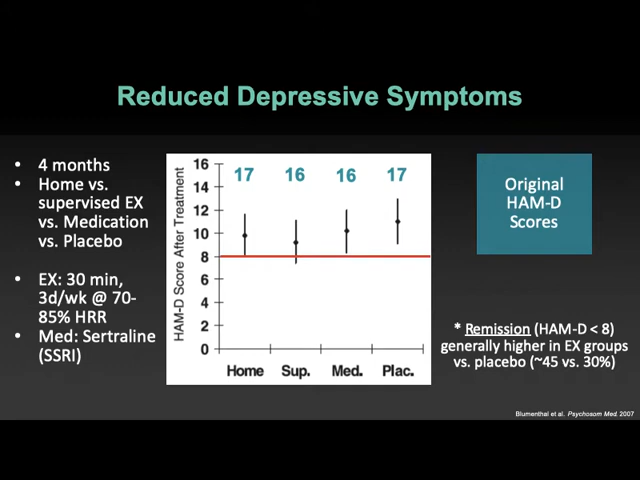 Reduced Depressive Symptoms
• 4 months
• Home vs.
supervised EX
vs. Medication
vs. Placebo
• EX: 30 min,
3d/wk @ 70-
85% HRR
• Med: Sertraline
(SSRI)
HAM-D Score After Treatment
16
14
12
10
8
6
4
2
0
17 16 16 17
Home Sup. Med. Plac.
Original
HAM-D
Scores
* Remission (HAM-D < 8)
generally higher in EX groups
vs. placebo (~45 vs. 30%)
Blumenthal et al. Psychosom Med. 2007